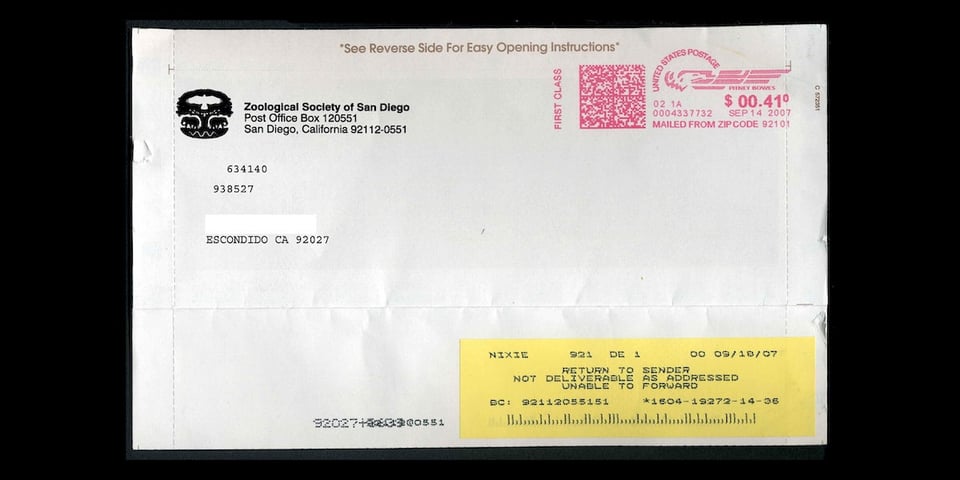 *See Reverse Side For Easy Opening Instructions*
Zoological Society of San Diego
Post Office Box 120551
San Diego, California 92112-0551
FIRST CLASS
UNITED STATES POSTAGE
PITNEY BOWES
02 1A
$ 00.41⁰
0004337732 SEP 14 2007
MAILED FROM ZIP CODE 92101
C 572351
634140
938527
ESCONDIDO CA 92027
NIXIE 921 DE 1 00 09/18/07
RETURN TO SENDER
NOT DELIVERABLE AS ADDRESSED
UNABLE TO FORWARD
BC: 92112055151 *1604-19272-14-36